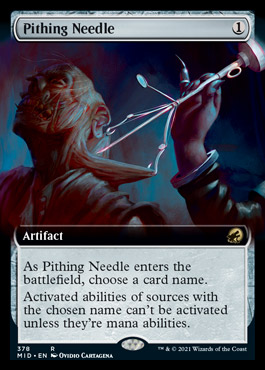 Pithing Needle 1
Artifact
As Pithing Needle enters the
battlefield, choose a card name.
Activated abilities of sources with
the chosen name can't be activated
unless they're mana abilities.
378 R
MID • EN OVIDIO CARTAGENA
™ & © 2021 Wizards of the Coast